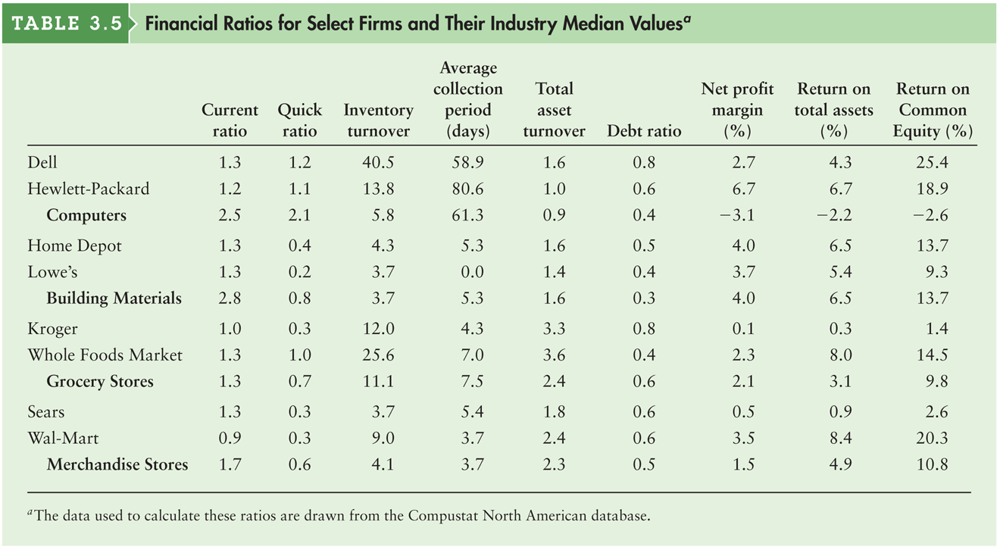 TABLE 3.5 Financial Ratios for Select Firms and Their Industry Median Valuesᵃ
Average
collection Total Net profit Return on Return on
Current Quick Inventory period asset margin total assets Common
ratio ratio turnover (days) turnover Debt ratio (%) (%) Equity (%)
Dell 1.3 1.2 40.5 58.9 1.6 0.8 2.7 4.3 25.4
Hewlett-Packard 1.2 1.1 13.8 80.6 1.0 0.6 6.7 6.7 18.9
Computers 2.5 2.1 5.8 61.3 0.9 0.4 −3.1 −2.2 −2.6
Home Depot 1.3 0.4 4.3 5.3 1.6 0.5 4.0 6.5 13.7
Lowe’s 1.3 0.2 3.7 0.0 1.4 0.4 3.7 5.4 9.3
Building Materials 2.8 0.8 3.7 5.3 1.6 0.3 4.0 6.5 13.7
Kroger 1.0 0.3 12.0 4.3 3.3 0.8 0.1 0.3 1.4
Whole Foods Market 1.3 1.0 25.6 7.0 3.6 0.4 2.3 8.0 14.5
Grocery Stores 1.3 0.7 11.1 7.5 2.4 0.6 2.1 3.1 9.8
Sears 1.3 0.3 3.7 5.4 1.8 0.6 0.5 0.9 2.6
Wal-Mart 0.9 0.3 9.0 3.7 2.4 0.6 3.5 8.4 20.3
Merchandise Stores 1.7 0.6 4.1 3.7 2.3 0.5 1.5 4.9 10.8
ᵃThe data used to calculate these ratios are drawn from the Compustat North American database.